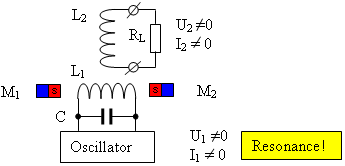 L2
RL
U2≠0
I2≠0
L1
M1
S
S
M2
C
Oscillator
U1≠0
I1≠0
Resonance!